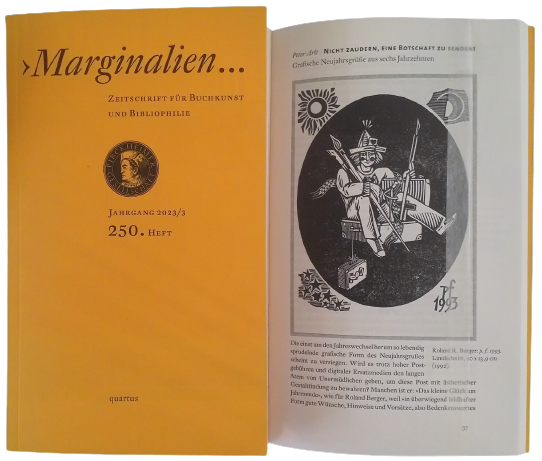 ›Marginalien...
ZEITSCHRIFT FÜR BUCHKUNST
UND BIBLIOPHILIE
JAHRGANG 2023/3
250. HEFT
quartus
Peter Arlt NICHT ZAUDERN, EINE BOTSCHAFT ZU SENDEN
Grafische Neujahrsgrüße aus sechs Jahrzehnten
pf
1993
Die einst um den Jahreswechsel herum so lebendig
sprudelnde grafische Form des Neujahrsgrußes
scheint zu versiegen. Wird es trotz hoher Post-
gebühren und digitaler Ersatzmedien den langen
Atem von Unermüdlichen geben, um diese Post mit ästhetischer
Gestaltfindung zu bewahren? Manchen ist er: »Das kleine Glück am
Jahresende«, wie für Roland Berger, weil »in überwiegend bildhafter
Form gute Wünsche, Hinweise und Vorsätze, also Bedenkenswertes
Roland R. Berger: p. f. 1993.
Linolschnitt, 20 x 13,9 cm
(1992)
37